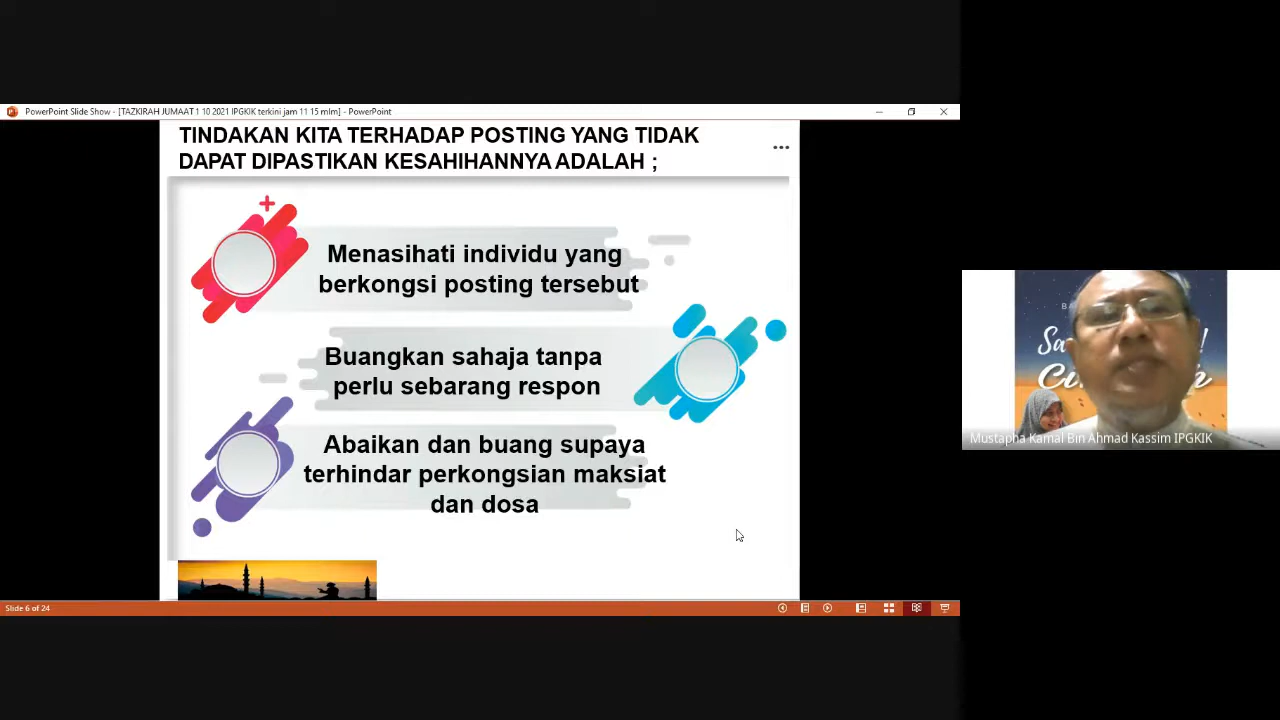 PowerPoint Slide Show - [TAZKIRAH JUMAAT 1 10 2021 IPGKIK terkini jam 11 15 mlm] - PowerPoint
TINDAKAN KITA TERHADAP POSTING YANG TIDAK
DAPAT DIPASTIKAN KESAHIHANNYA ADALAH ;
Menasihati individu yang
berkongsi posting tersebut
Buangkan sahaja tanpa
perlu sebarang respon
Abaikan dan buang supaya
terhindar perkongsian maksiat
dan dosa
Slide 6 of 24
Mustapha Kamal Bin Ahmad Kassim IPGKIK